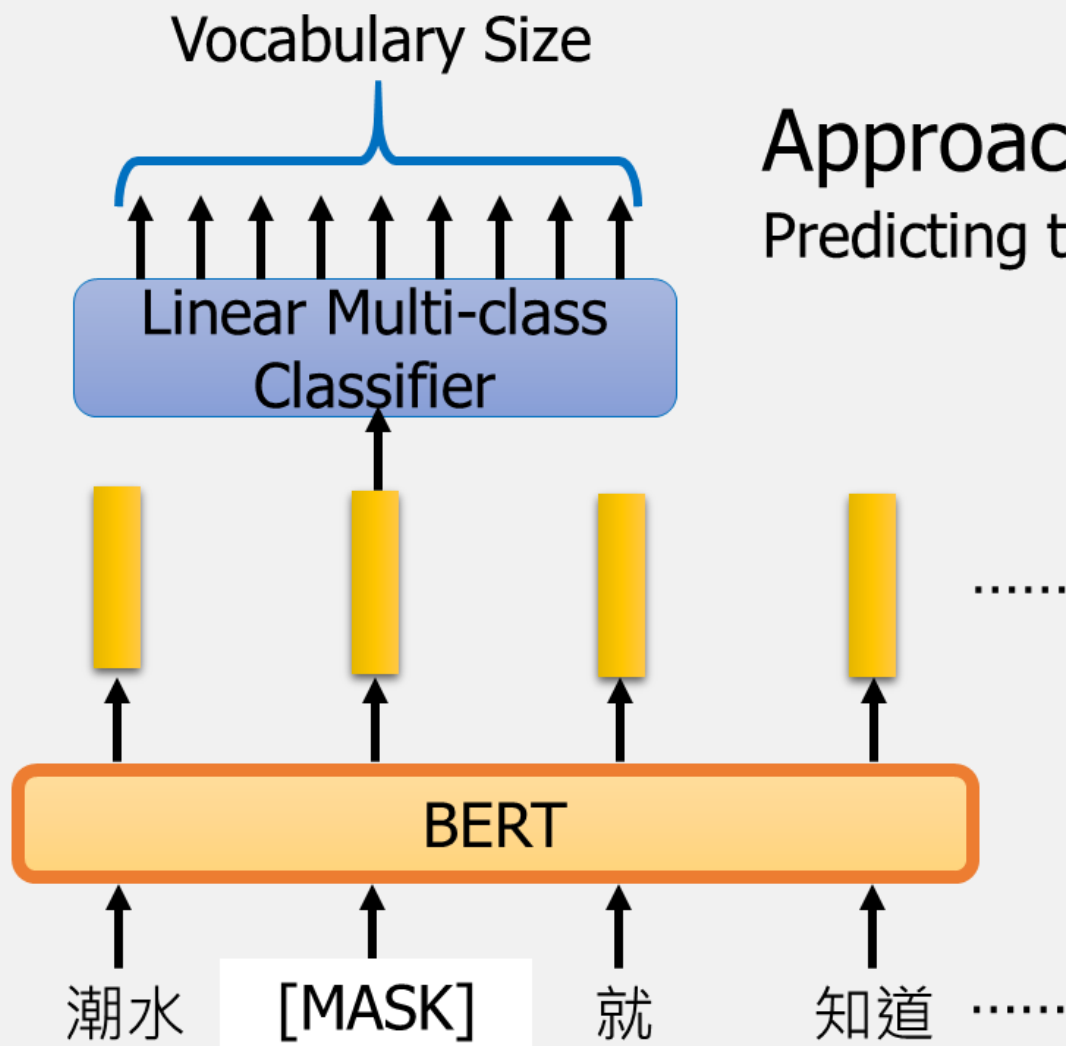 Vocabulary Size
Approac
Predicting t
Linear Multi-class
Classifier
......
BERT
潮水 [MASK] 就 知道 ......